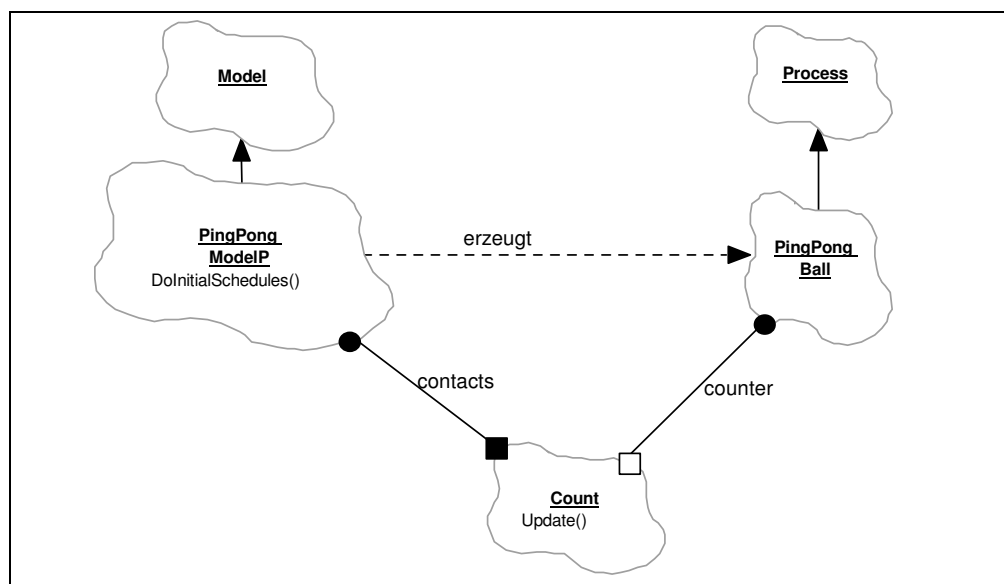 Model
Process
PingPong
ModelP
DoInitialSchedules()
erzeugt
PingPong
Ball
contacts
counter
Count
Update()